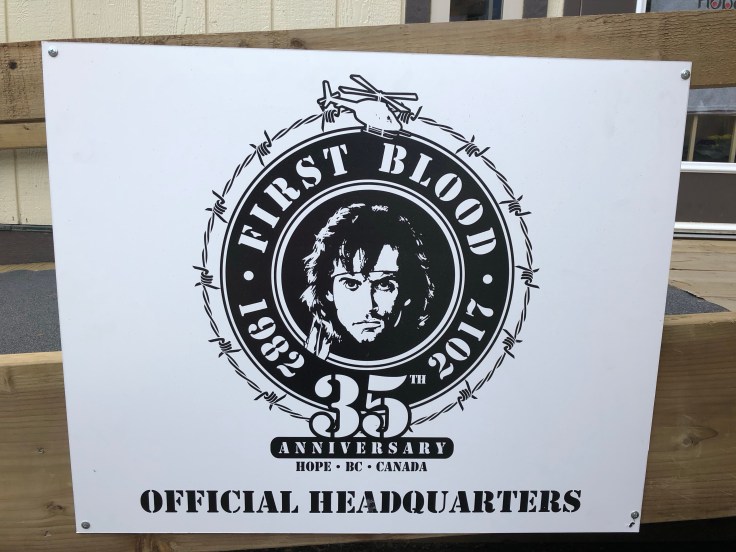 FIRST BLOOD
1982 2017
35TH
ANNIVERSARY
HOPE • BC • CANADA
OFFICIAL HEADQUARTERS